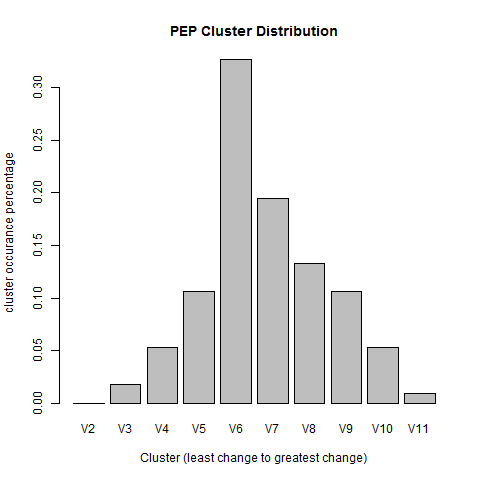 PEP Cluster Distribution
cluster occurance percentage
0.30
0.25
0.20
0.15
0.10
0.05
0.00
V2 V3 V4 V5 V6 V7 V8 V9 V10 V11
Cluster (least change to greatest change)